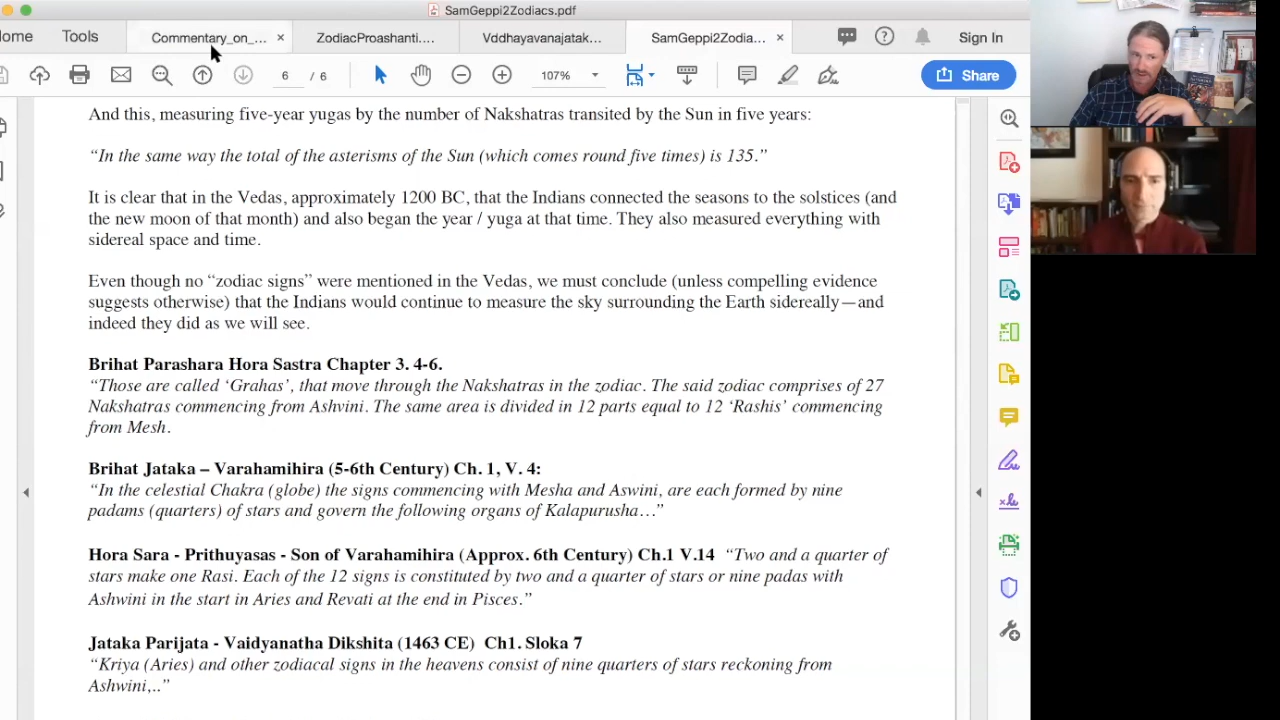 SamGeppi2Zodiacs.pdf
Home Tools Commentary_on_... × ZodiacProashanti.... Vidhayavanajatak... SamGeppi2Zodia... × Sign In
6 / 6 107% Share
And this, measuring five-year yugas by the number of Nakshatras transited by the Sun in five years:
“In the same way the total of the asterisms of the Sun (which comes round five times) is 135.”
It is clear that in the Vedas, approximately 1200 BC, that the Indians connected the seasons to the solstices (and
the new moon of that month) and also began the year / yuga at that time. They also measured everything with
sidereal space and time.
Even though no “zodiac signs” were mentioned in the Vedas, we must conclude (unless compelling evidence
suggests otherwise) that the Indians would continue to measure the sky surrounding the Earth sidereally—and
indeed they did as we will see.
Brihat Parashara Hora Sastra Chapter 3. 4-6.
“Those are called ‘Grahas’, that move through the Nakshatras in the zodiac. The said zodiac comprises of 27
Nakshatras commencing from Ashvini. The same area is divided in 12 parts equal to 12 ‘Rashis’ commencing
from Mesh.
Brihat Jataka – Varahamihira (5-6th Century) Ch. 1, V. 4:
“In the celestial Chakra (globe) the signs commencing with Mesha and Aswini, are each formed by nine
padams (quarters) of stars and govern the following organs of Kalapurusha…”
Hora Sara - Prithuyasas - Son of Varahamihira (Approx. 6th Century) Ch.1 V.14 “Two and a quarter of
stars make one Rasi. Each of the 12 signs is constituted by two and a quarter of stars or nine padas with
Ashwini in the start in Aries and Revati at the end in Pisces.”
Jataka Parijata - Vaidyanatha Dikshita (1463 CE) Ch1. Sloka 7
“Kriya (Aries) and other zodiacal signs in the heavens consist of nine quarters of stars reckoning from
Ashwini,..”